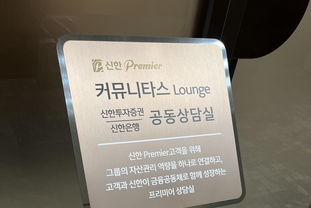 신한 Premier
커뮤니타스 Lounge
신한투자증권
신한은행
공동상담실
신한 Premier고객을 위해
그룹의 자산관리 역량을 하나로 연결하고,
고객과 신한이 금융공동체로 함께 성장하는
프리미어 상담실